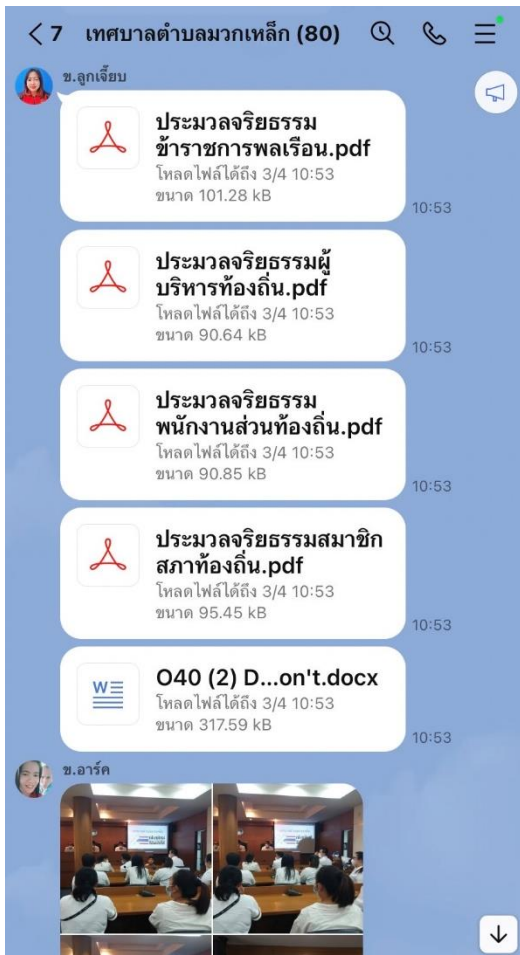 7 เทศบาลตำบลมวกเหล็ก (80)
ข.ลูกเจี๊ยบ
ประมวลจริยธรรม
ข้าราชการพลเรือน.pdf
โหลดไฟล์ได้ถึง 3/4 10:53
ขนาด 101.28 kB
10:53
ประมวลจริยธรรมผู้
บริหารท้องถิ่น.pdf
โหลดไฟล์ได้ถึง 3/4 10:53
ขนาด 90.64 kB
10:53
ประมวลจริยธรรม
พนักงานส่วนท้องถิ่น.pdf
โหลดไฟล์ได้ถึง 3/4 10:53
ขนาด 90.85 kB
10:53
ประมวลจริยธรรมสมาชิก
สภาท้องถิ่น.pdf
โหลดไฟล์ได้ถึง 3/4 10:53
ขนาด 95.45 kB
10:53
W
O40 (2) D...on't.docx
โหลดไฟล์ได้ถึง 3/4 10:53
ขนาด 317.59 kB
10:53
ข.อาร์ค